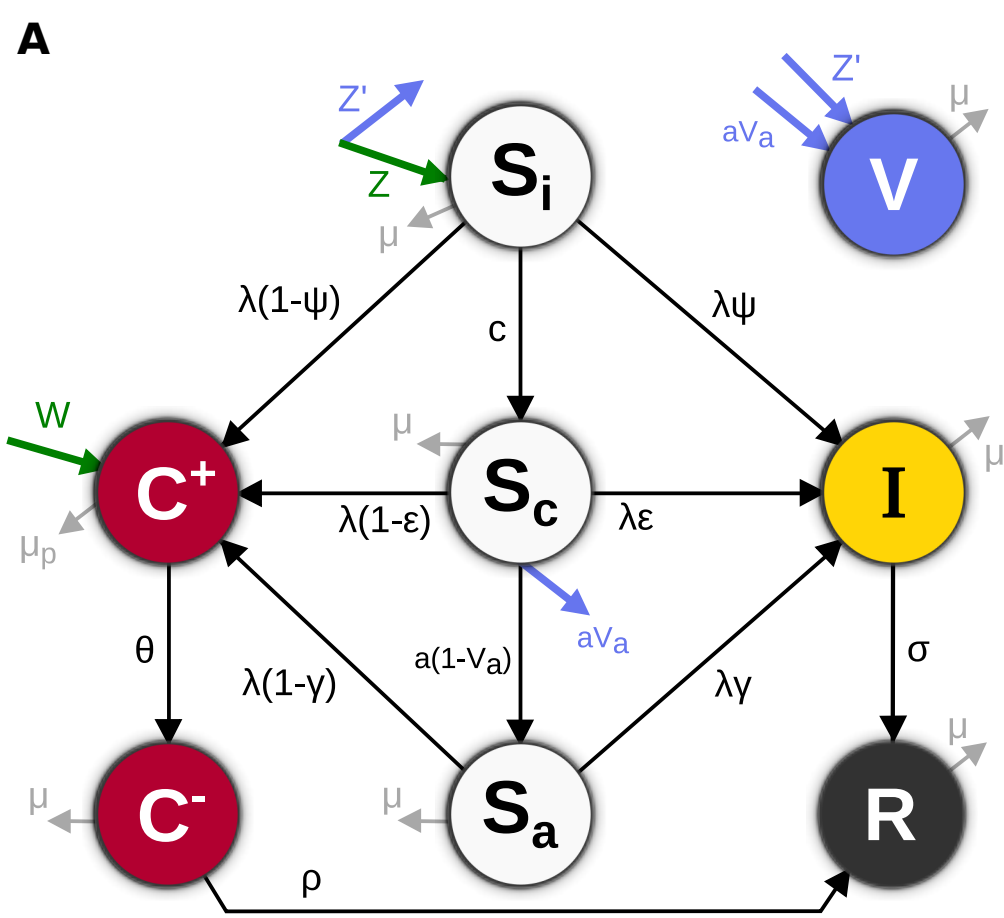 A
Z'
Z'
μ
aVa
Si
V
Z
μ
λ(1-ψ)
λψ
c
W
μ
μ
C+
Sc
I
λ(1-ε)
λε
μp
aVa
θ
a(1-Va)
σ
λ(1-γ)
λγ
μ
μ
μ
C-
Sa
R
ρ